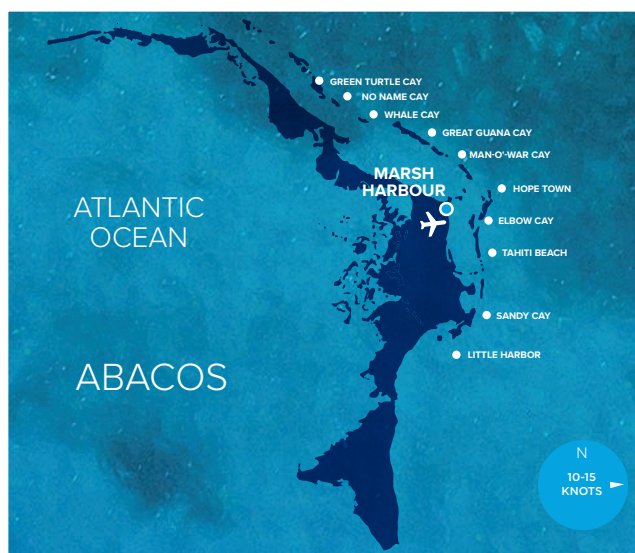 GREEN TURTLE CAY
NO NAME CAY
WHALE CAY
GREAT GUANA CAY
MAN-O'-WAR CAY
MARSH
HARBOUR
HOPE TOWN
ATLANTIC
OCEAN
ELBOW CAY
TAHITI BEACH
SANDY CAY
LITTLE HARBOR
ABACOS
N
10-15
KNOTS